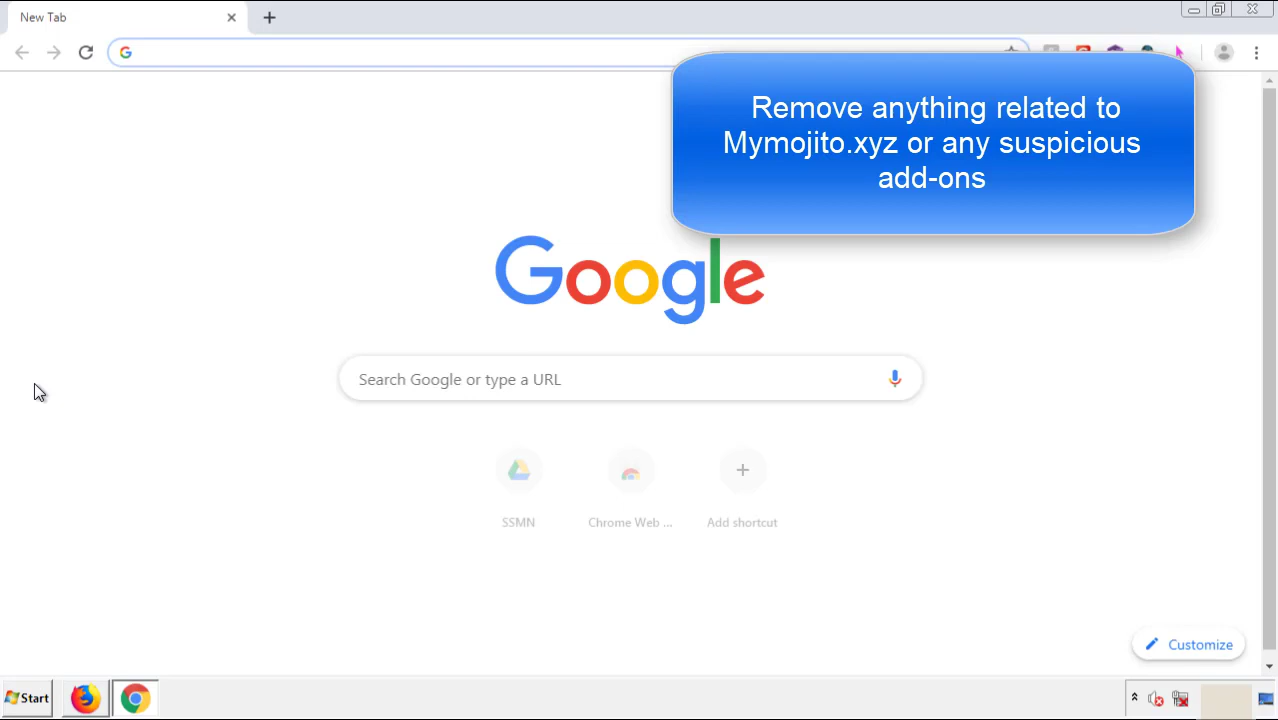 New Tab
Remove anything related to
Mymojito.xyz or any suspicious
add-ons
Google
Search Google or type a URL
SSMN
Chrome Web ...
Add shortcut
Customize
Start